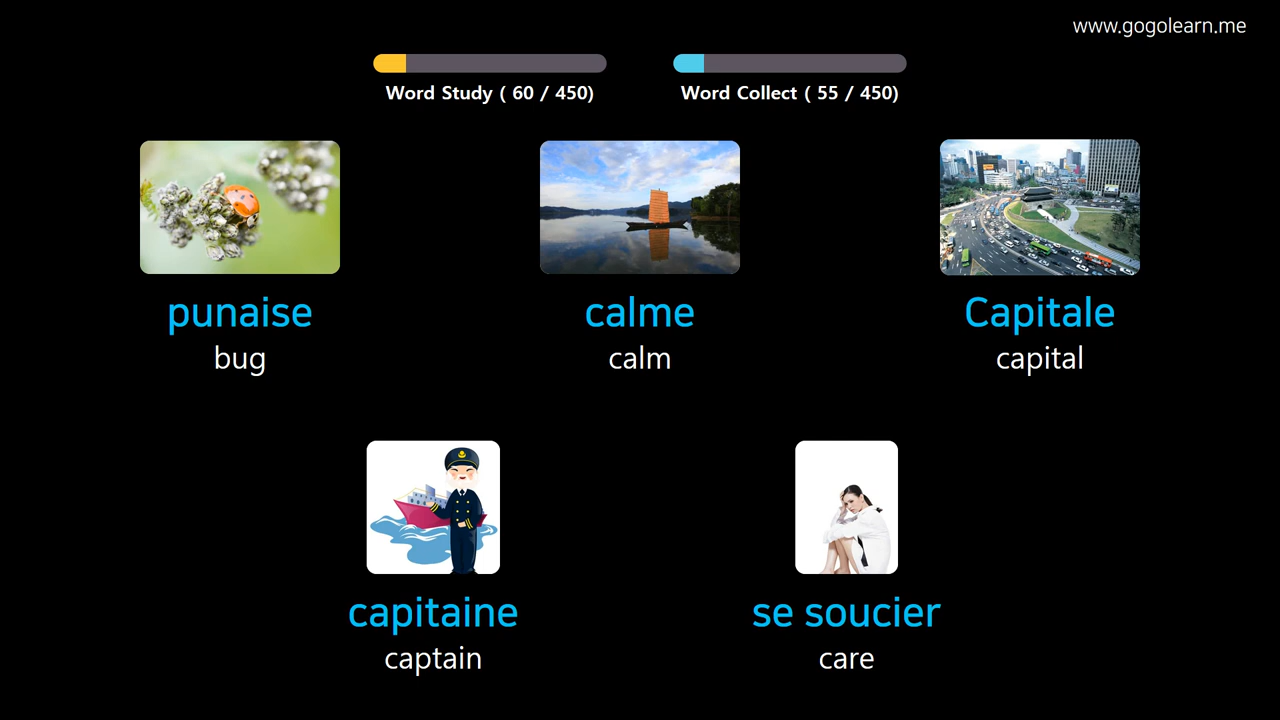 www.gogolearn.me
Word Study ( 60 / 450)
Word Collect ( 55 / 450)
punaise
bug
calme
calm
Capitale
capital
capitaine
captain
se soucier
care